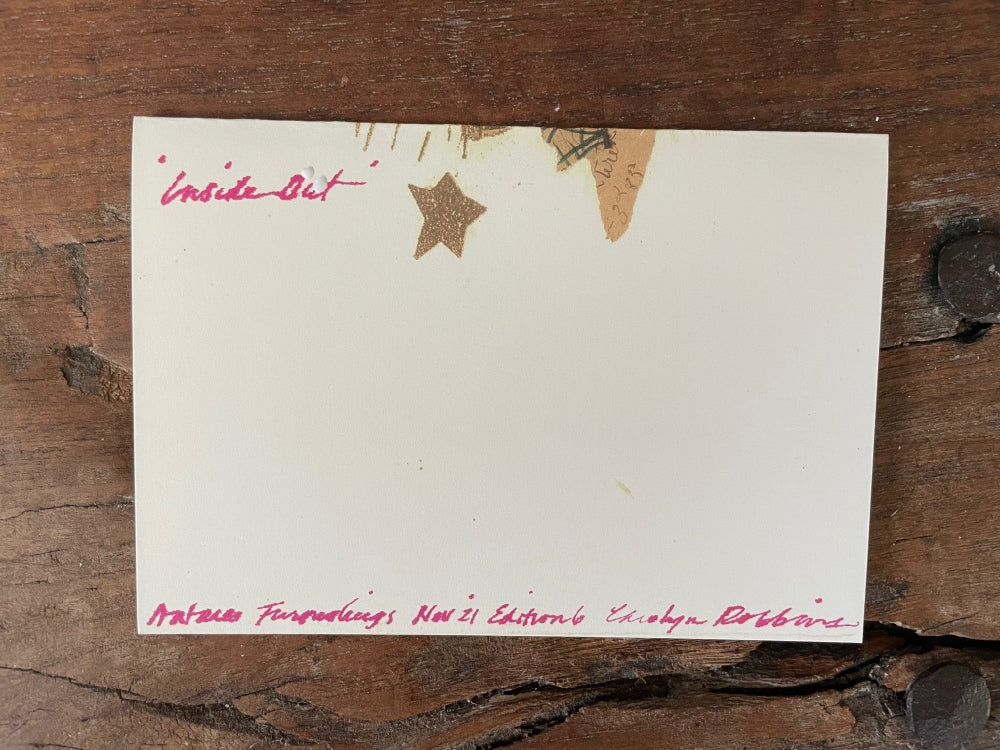 "Inside Out"
Antares Furnishings Nov '21 Edition 6 Carolyn Robbins